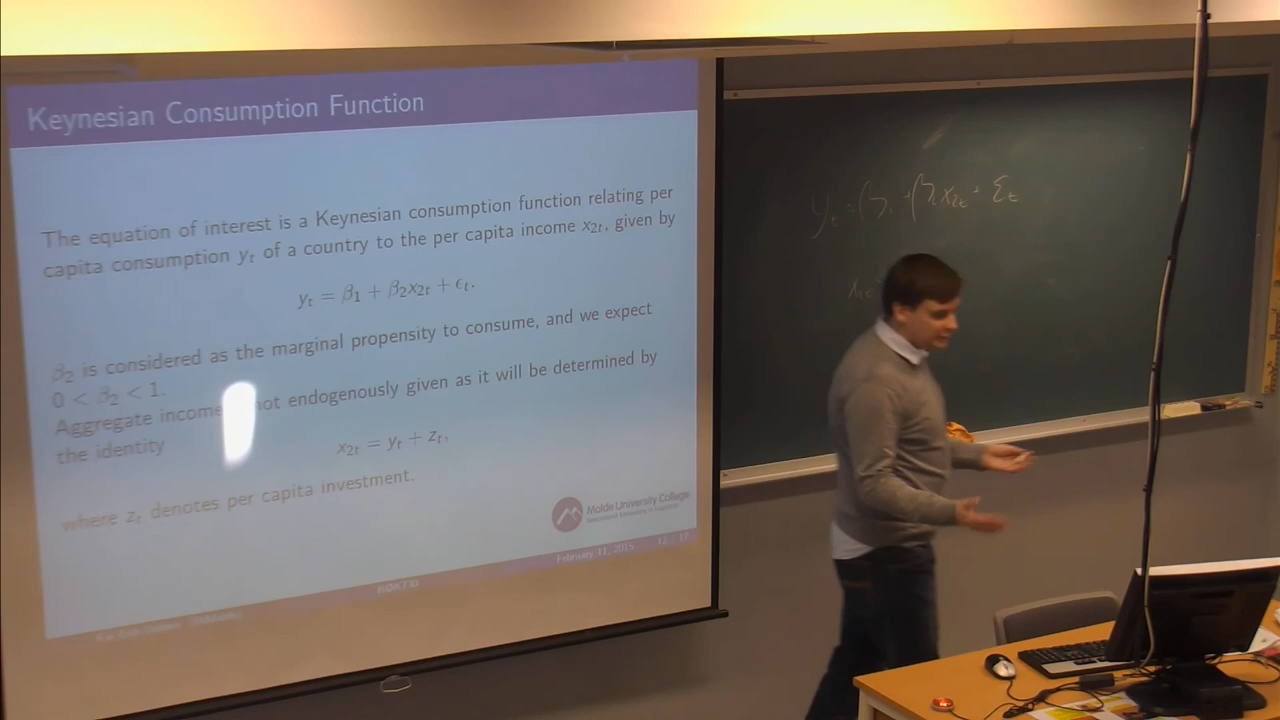 Keynesian Consumption Function
The equation of interest is a Keynesian consumption function relating per
capita consumption yₜ of a country to the per capita income x₂ₜ, given by
yₜ = β₁ + β₂x₂ₜ + ϵₜ.
β₂ is considered as the marginal propensity to consume, and we expect
0 < β₂ < 1.
Aggregate income not endogenously given as it will be determined by
the identity
x₂ₜ = yₜ + zₜ,
where zₜ denotes per capita investment.
Molde University College
February 11, 2015 12 / 17
yₜ = β₁ + β₂x₂ₜ + Σₜ